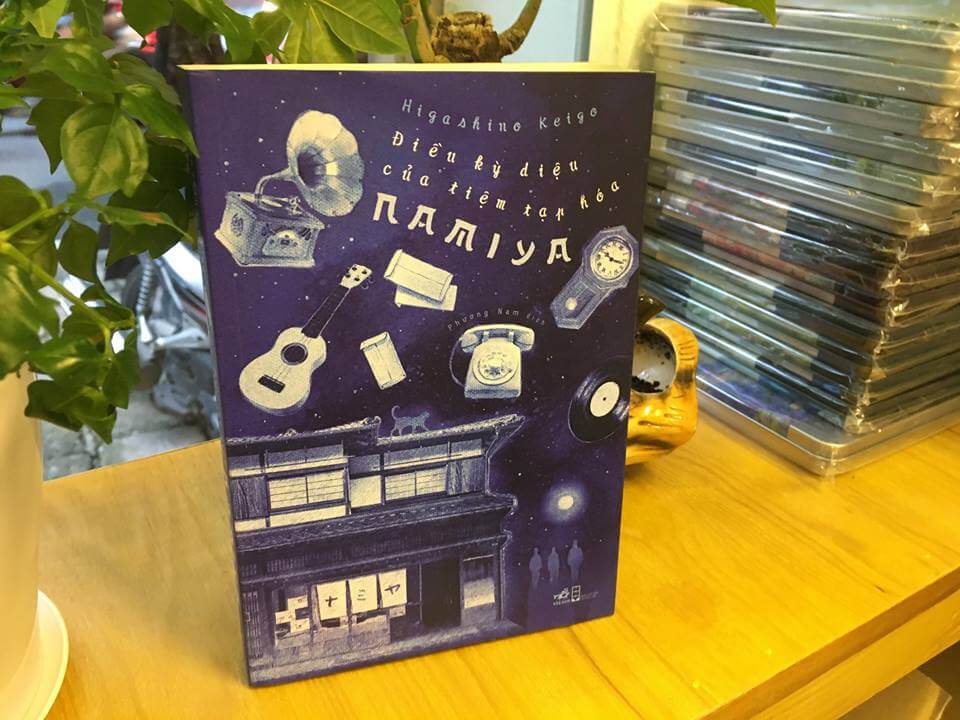 Higashino Keigo
Điều kỳ diệu
của tiệm tạp hóa
NAMIYA
Phương Nam dịch
ナミヤ